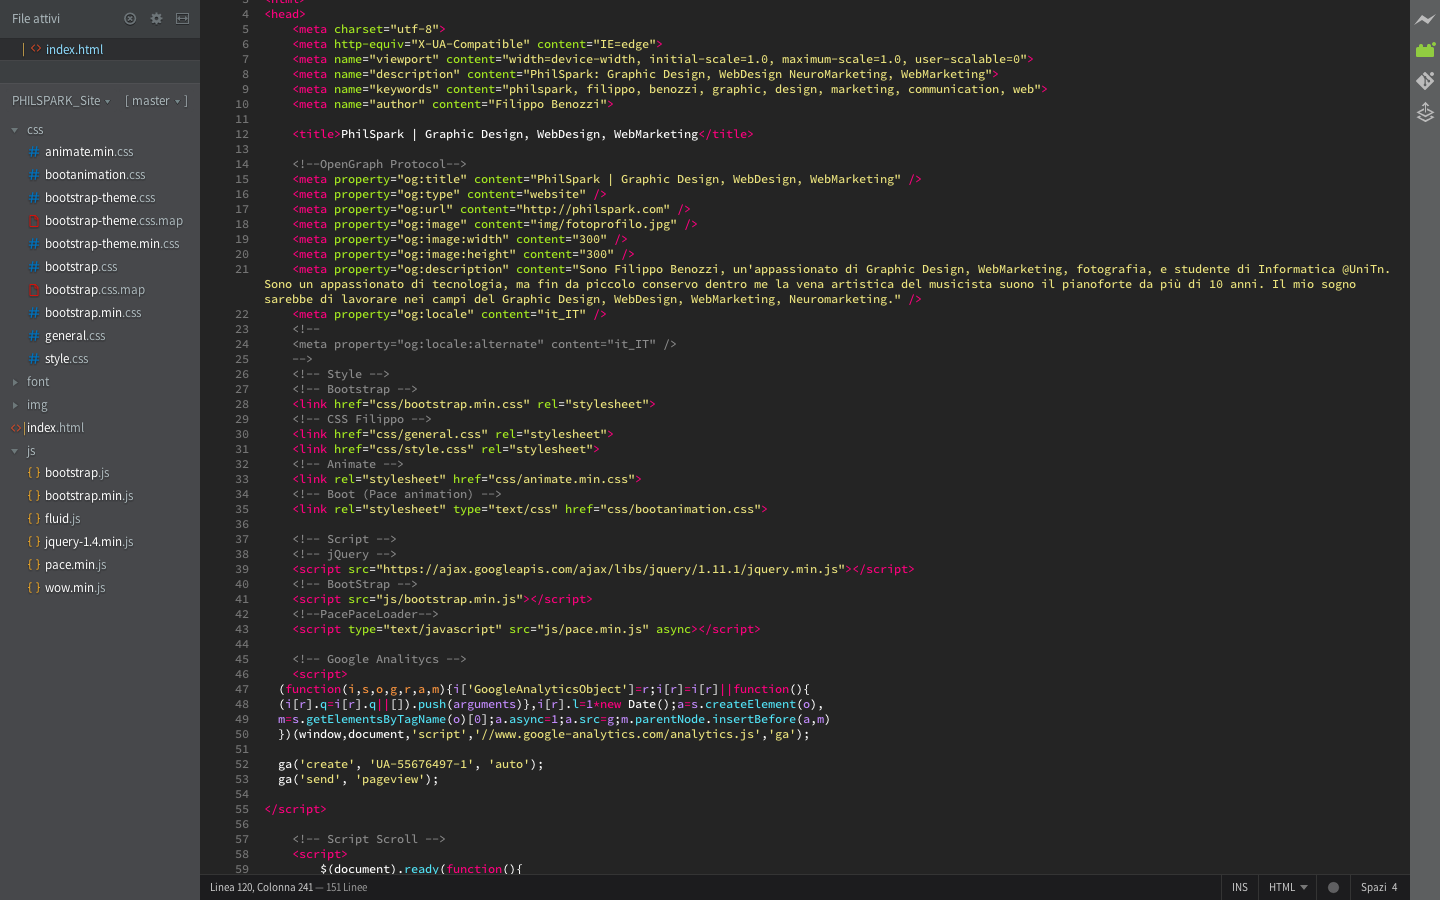 File attivi
index.html
PHILSPARK_Site
[ master ]
css
animate.min.css
bootanimation.css
bootstrap-theme.css
bootstrap-theme.css.map
bootstrap-theme.min.css
bootstrap.css
bootstrap.css.map
bootstrap.min.css
general.css
style.css
font
img
index.html
js
bootstrap.js
bootstrap.min.js
fluid.js
jquery-1.4.min.js
pace.min.js
wow.min.js
3 <html>
4 <head>
5 <meta charset="utf-8">
6 <meta http-equiv="X-UA-Compatible" content="IE=edge">
7 <meta name="viewport" content="width=device-width, initial-scale=1.0, maximum-scale=1.0, user-scalable=0">
8 <meta name="description" content="PhilSpark: Graphic Design, WebDesign NeuroMarketing, WebMarketing">
9 <meta name="keywords" content="philspark, filippo, benozzi, graphic, design, marketing, communication, web">
10 <meta name="author" content="Filippo Benozzi">
11
12 <title>PhilSpark | Graphic Design, WebDesign, WebMarketing</title>
13
14 <!--OpenGraph Protocol-->
15 <meta property="og:title" content="PhilSpark | Graphic Design, WebDesign, WebMarketing" />
16 <meta property="og:type" content="website" />
17 <meta property="og:url" content="http://philspark.com" />
18 <meta property="og:image" content="img/fotoprofilo.jpg" />
19 <meta property="og:image:width" content="300" />
20 <meta property="og:image:height" content="300" />
21 <meta property="og:description" content="Sono Filippo Benozzi, un'appassionato di Graphic Design, WebMarketing, fotografia, e studente di Informatica @UniTn.
Sono un appassionato di tecnologia, ma fin da piccolo conservo dentro me la vena artistica del musicista suono il pianoforte da più di 10 anni. Il mio sogno
sarebbe di lavorare nei campi del Graphic Design, WebDesign, WebMarketing, Neuromarketing." />
22 <meta property="og:locale" content="it_IT" />
23 <!--
24 <meta property="og:locale:alternate" content="it_IT" />
25 -->
26 <!-- Style -->
27 <!-- Bootstrap -->
28 <link href="css/bootstrap.min.css" rel="stylesheet">
29 <!-- CSS Filippo -->
30 <link href="css/general.css" rel="stylesheet">
31 <link href="css/style.css" rel="stylesheet">
32 <!-- Animate -->
33 <link rel="stylesheet" href="css/animate.min.css">
34 <!-- Boot (Pace animation) -->
35 <link rel="stylesheet" type="text/css" href="css/bootanimation.css">
36
37 <!-- Script -->
38 <!-- jQuery -->
39 <script src="https://ajax.googleapis.com/ajax/libs/jquery/1.11.1/jquery.min.js"></script>
40 <!-- BootStrap -->
41 <script src="js/bootstrap.min.js"></script>
42 <!--PacePaceLoader-->
43 <script type="text/javascript" src="js/pace.min.js" async></script>
44
45 <!-- Google Analitycs -->
46 <script>
47 (function(i,s,o,g,r,a,m){i['GoogleAnalyticsObject']=r;i[r]=i[r]||function(){
48 (i[r].q=i[r].q||[]).push(arguments)},i[r].l=1*new Date();a=s.createElement(o),
49 m=s.getElementsByTagName(o)[0];a.async=1;a.src=g;m.parentNode.insertBefore(a,m)
50 })(window,document,'script','//www.google-analytics.com/analytics.js','ga');
51
52 ga('create', 'UA-55676497-1', 'auto');
53 ga('send', 'pageview');
54
55 </script>
56
57 <!-- Script Scroll -->
58 <script>
59 $(document).ready(function(){
Linea 120, Colonna 241 — 151 Linee
INS
HTML
Spazi 4